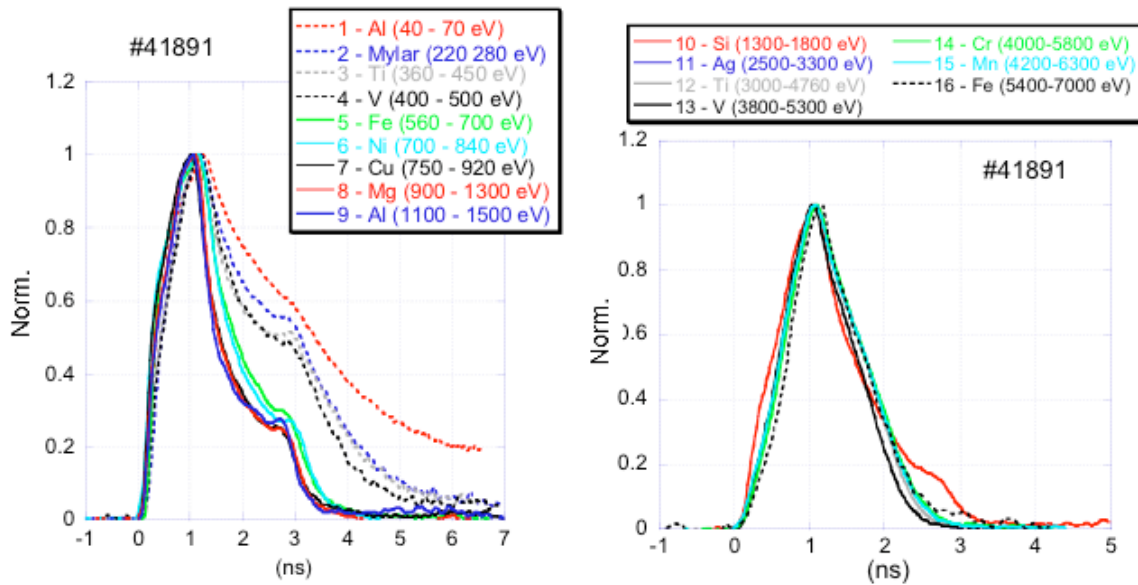 #41891
1 - Al (40 - 70 eV)
2 - Mylar (220 280 eV)
3 - Ti (360 - 450 eV)
4 - V (400 - 500 eV)
5 - Fe (560 - 700 eV)
6 - Ni (700 - 840 eV)
7 - Cu (750 - 920 eV)
8 - Mg (900 - 1300 eV)
9 - Al (1100 - 1500 eV)
1.2
1
0.8
0.6
0.4
0.2
0
Norm.
-1 0 1 2 3 4 5 6 7
(ns)
10 - Si (1300-1800 eV)
11 - Ag (2500-3300 eV)
12 - Ti (3000-4760 eV)
13 - V (3800-5300 eV)
14 - Cr (4000-5800 eV)
15 - Mn (4200-6300 eV)
16 - Fe (5400-7000 eV)
#41891
1.2
1
0.8
0.6
0.4
0.2
0
Norm.
-1 0 1 2 3 4 5
(ns)